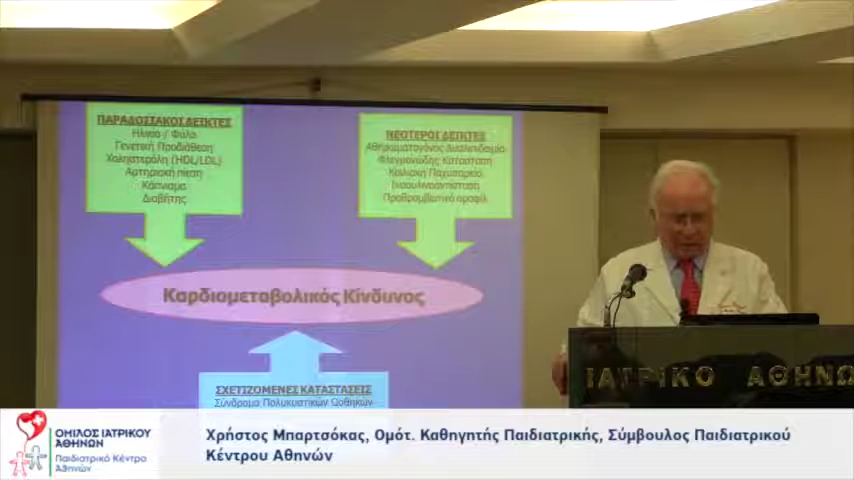 ΠΑΡΑΔΟΣΙΑΚΟΙ ΔΕΙΚΤΕΣ
Ηλικία / Φύλο
Γενετική Προδιάθεση
Χοληστερόλη (HDL/LDL)
Αρτηριακή πίεση
Κάπνισμα
Διαβήτης
ΝΕΟΤΕΡΟΙ ΔΕΙΚΤΕΣ
Αθηρωματογόνος Δυσλιπιδαιμία
Φλεγμονώδης Κατάσταση
Κοιλιακή Παχυσαρκία
Ινσουλινοαντίσταση
Προθρομβωτικό προφίλ
Καρδιομεταβολικός Κίνδυνος
ΣΧΕΤΙΖΟΜΕΝΕΣ ΚΑΤΑΣΤΑΣΕΙΣ
Σύνδρομο Πολυκυστικών Ωοθηκών
ΙΑΤΡΙΚΟ ΑΘΗΝΩΝ
ΟΜΙΛΟΣ ΙΑΤΡΙΚΟΥ
ΑΘΗΝΩΝ
Παιδιατρικό Κέντρο
Αθηνών
Χρήστος Μπαρτσόκας, Ομότ. Καθηγητής Παιδιατρικής, Σύμβουλος Παιδιατρικού
Κέντρου Αθηνών